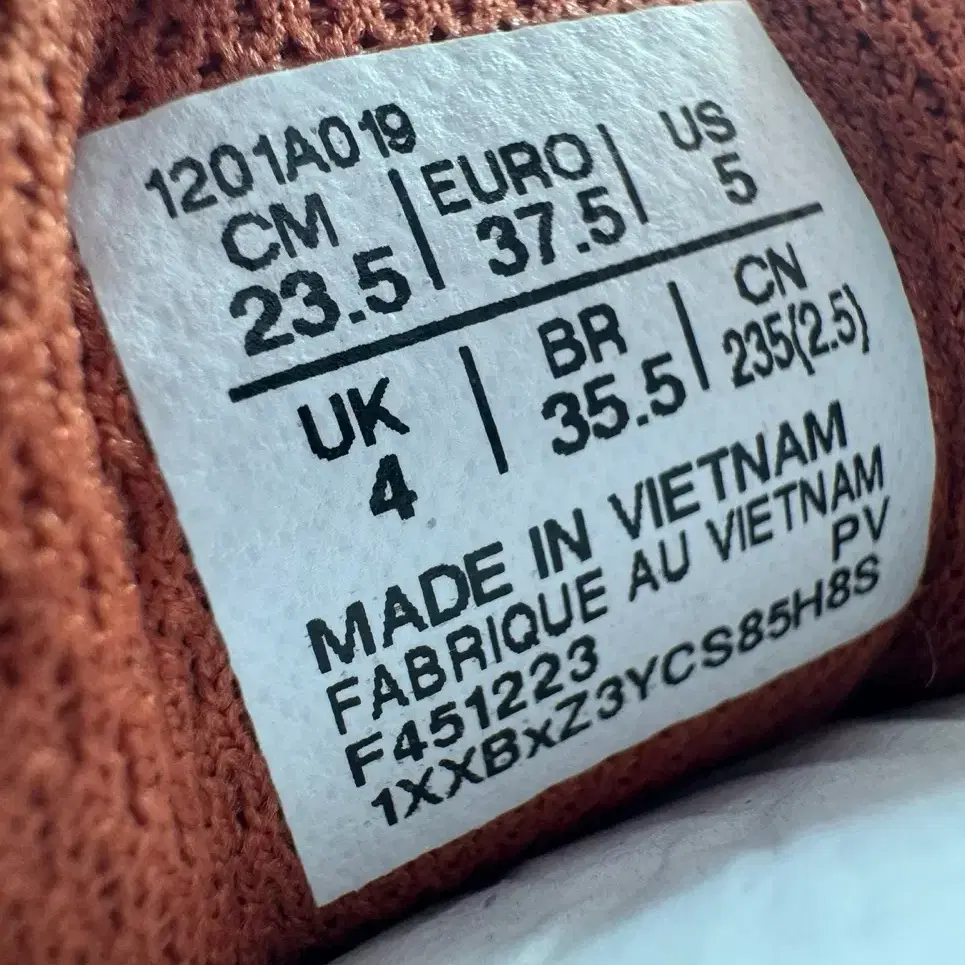 1201A019
CM | EURO | US
23.5 | 37.5 | 5
UK | BR | CN
4 | 35.5 | 235(2.5)
MADE IN VIETNAM
FABRIQUE AU VIETNAM
PV
F451223
1XXBxZ3YCS85H8S